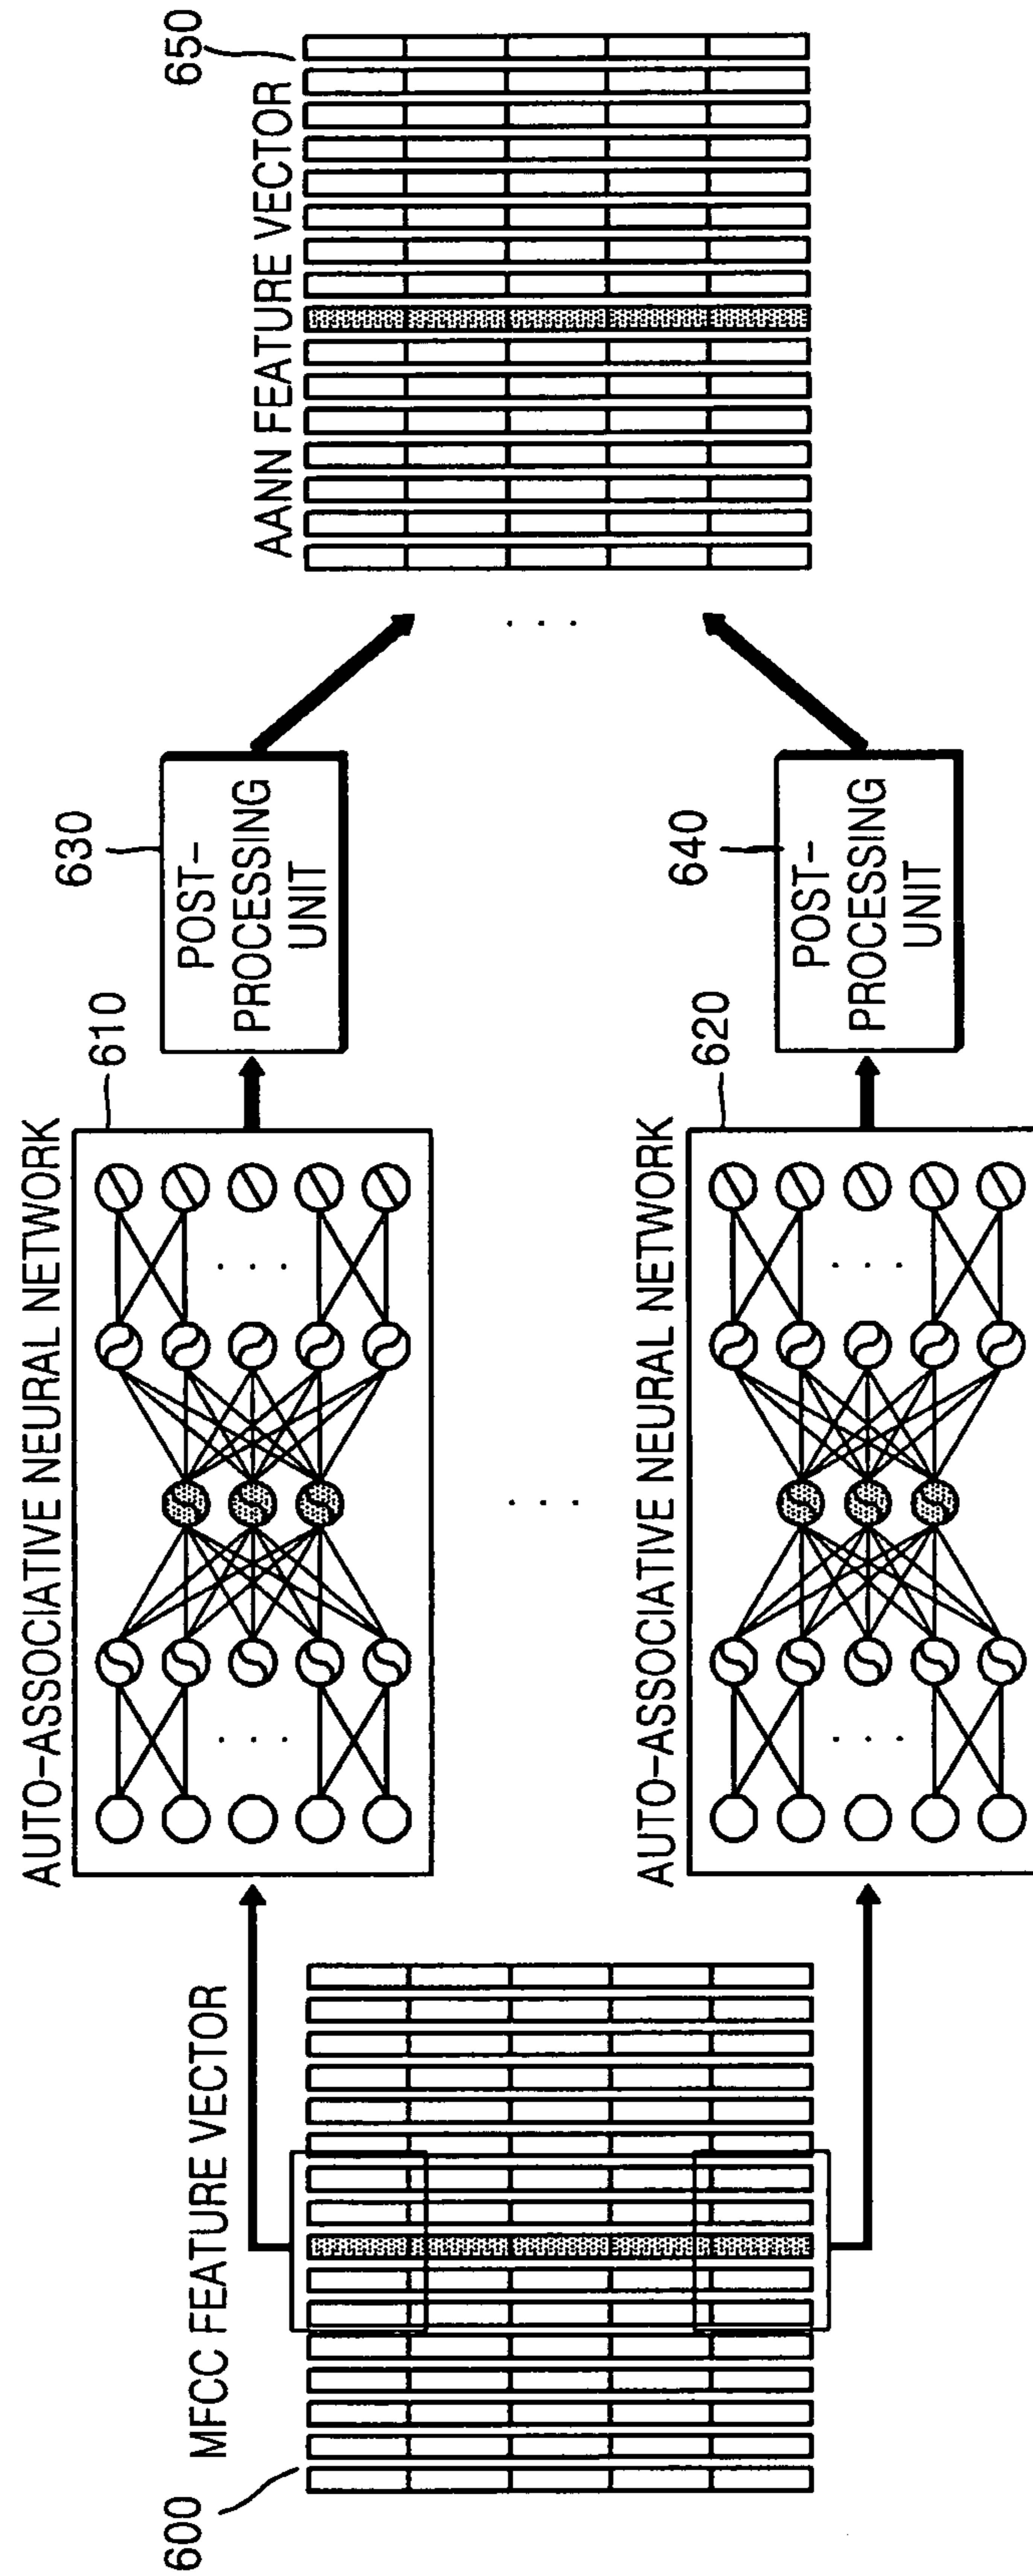 600
MFCC FEATURE VECTOR
AUTO-ASSOCIATIVE NEURAL NETWORK
610
. . .
. . .
630
POST-
PROCESSING
UNIT
. . .
AUTO-ASSOCIATIVE NEURAL NETWORK
620
. . .
. . .
640
POST-
PROCESSING
UNIT
. . .
AANN FEATURE VECTOR
650